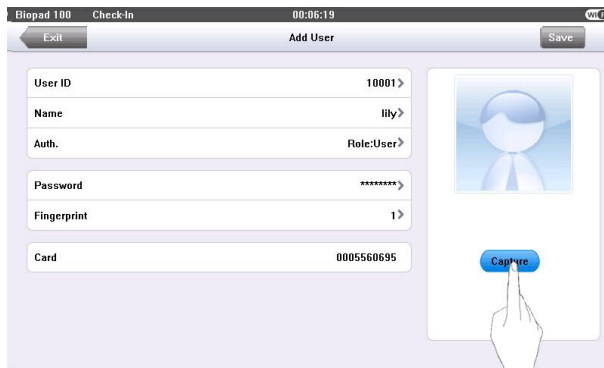 Biopad 100 Check-In 00:06:19
Exit Add User Save
User ID 10001
Name lily
Auth. Role:User
Password ********
Fingerprint 1
Card 0005560695
Capture